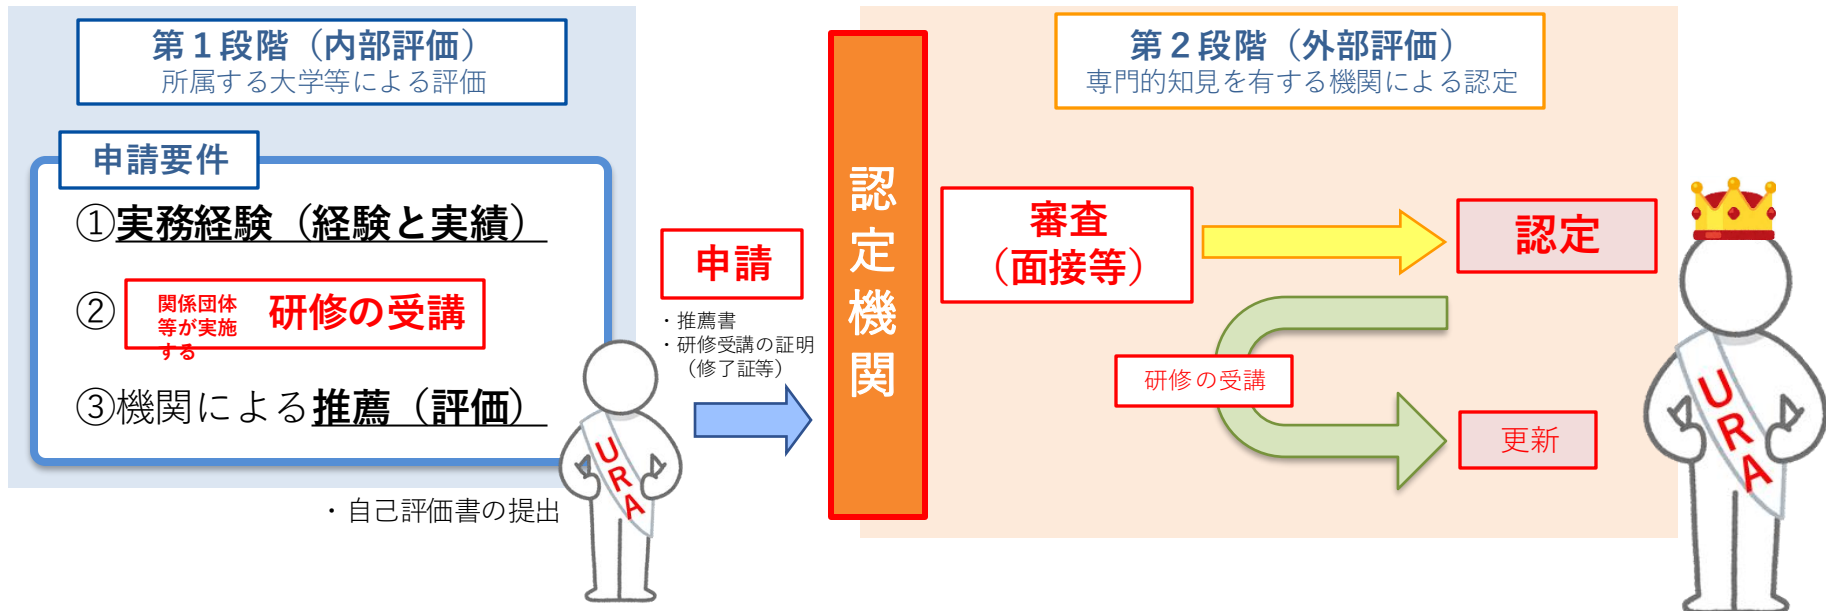 第１段階（内部評価）
所属する大学等による評価
申請要件
①実務経験（経験と実績）
②
関係団体
等が実施
する
研修の受講
③機関による推薦（評価）
・自己評価書の提出
URA
申請
・推薦書
・研修受講の証明
（修了証等）
認定機関
第２段階（外部評価）
専門的知見を有する機関による認定
審査
（面接等）
認定
研修の受講
更新
URA